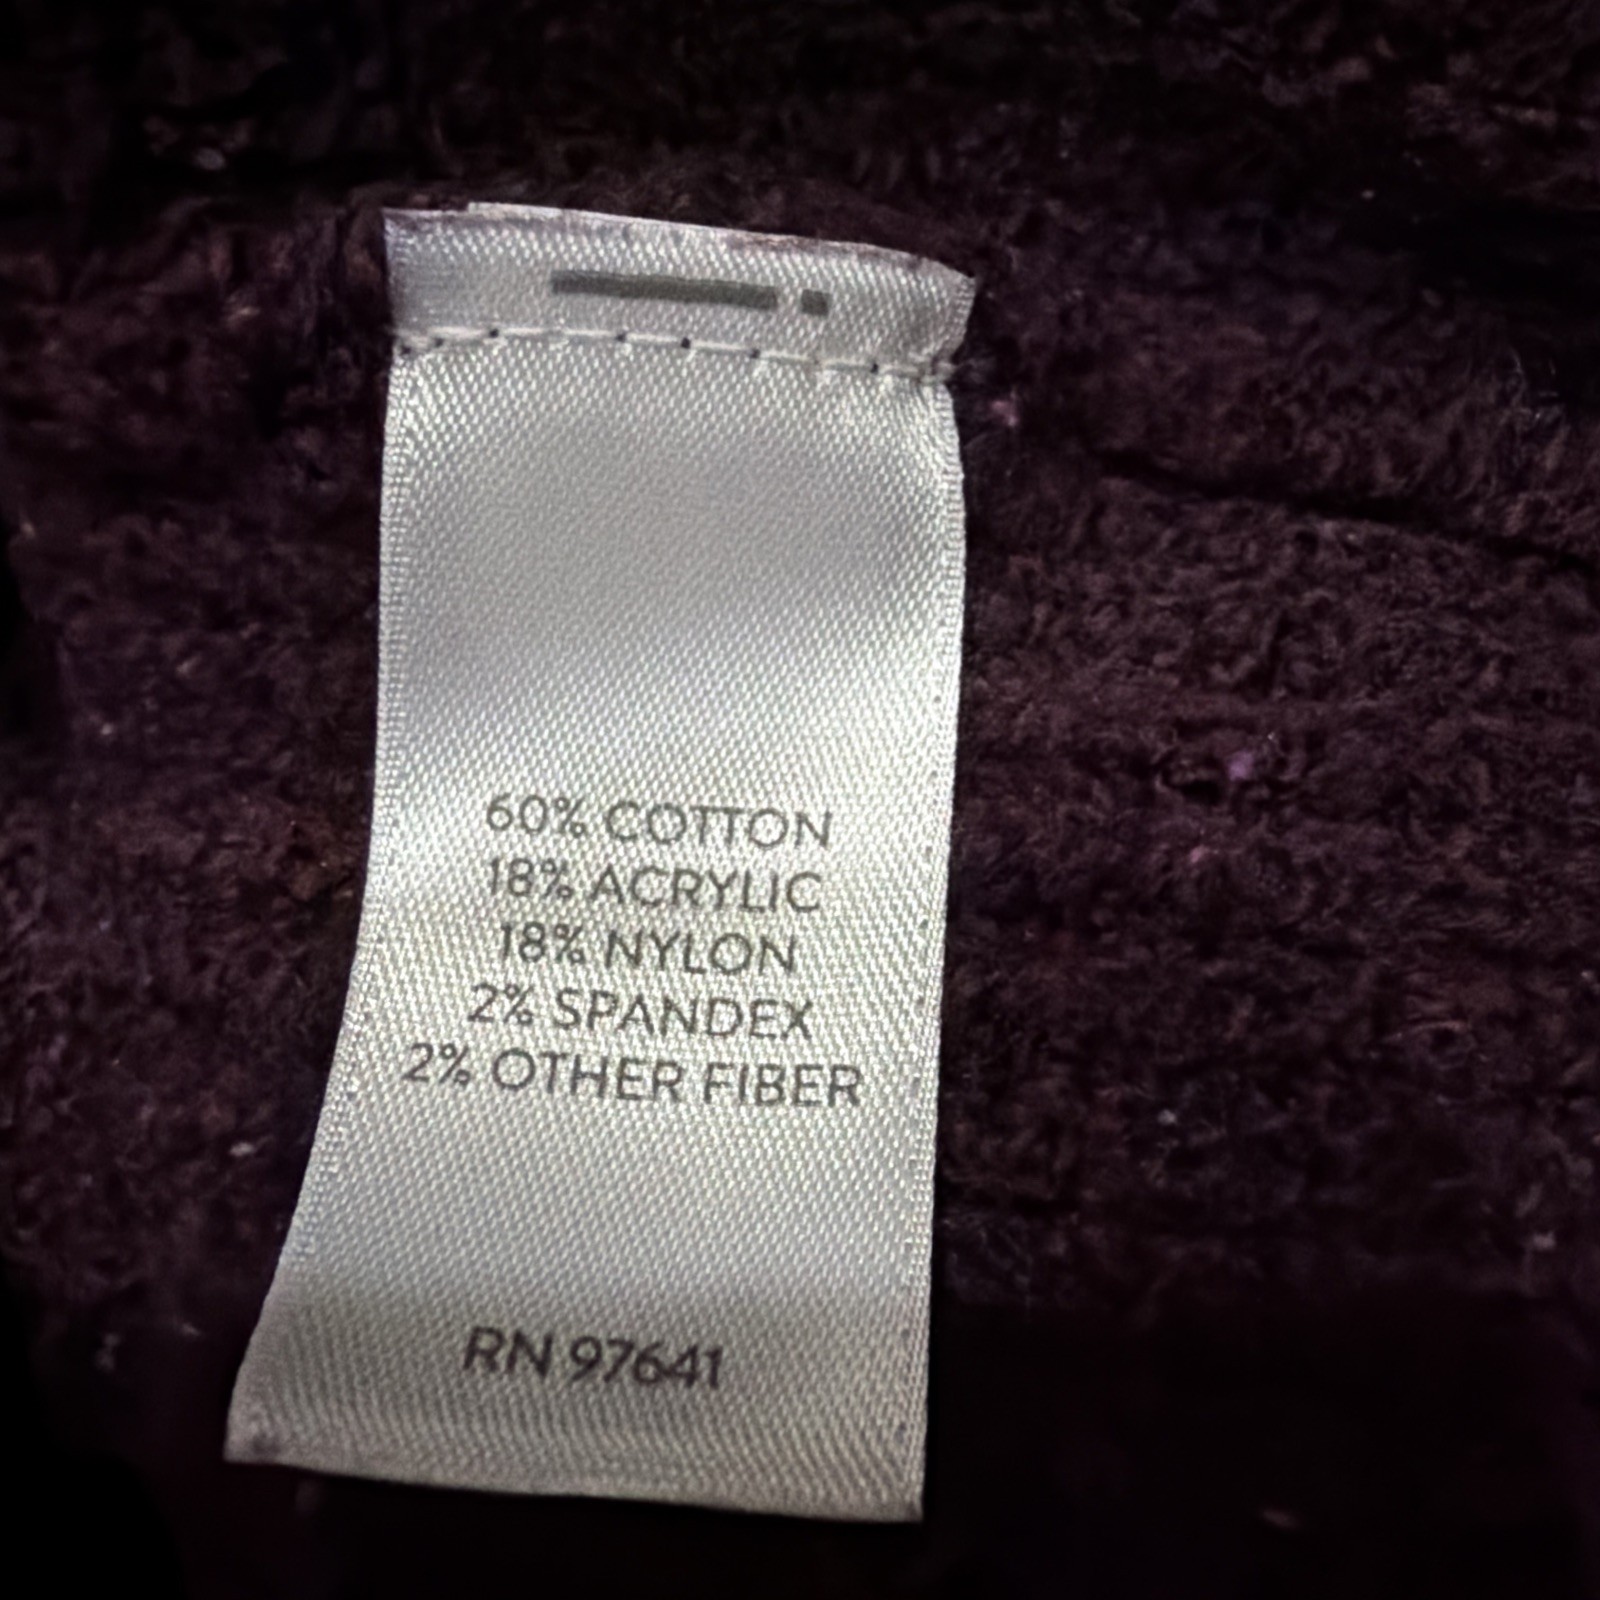 60% COTTON
18% ACRYLIC
18% NYLON
2% SPANDEX
2% OTHER FIBER
RN 97641